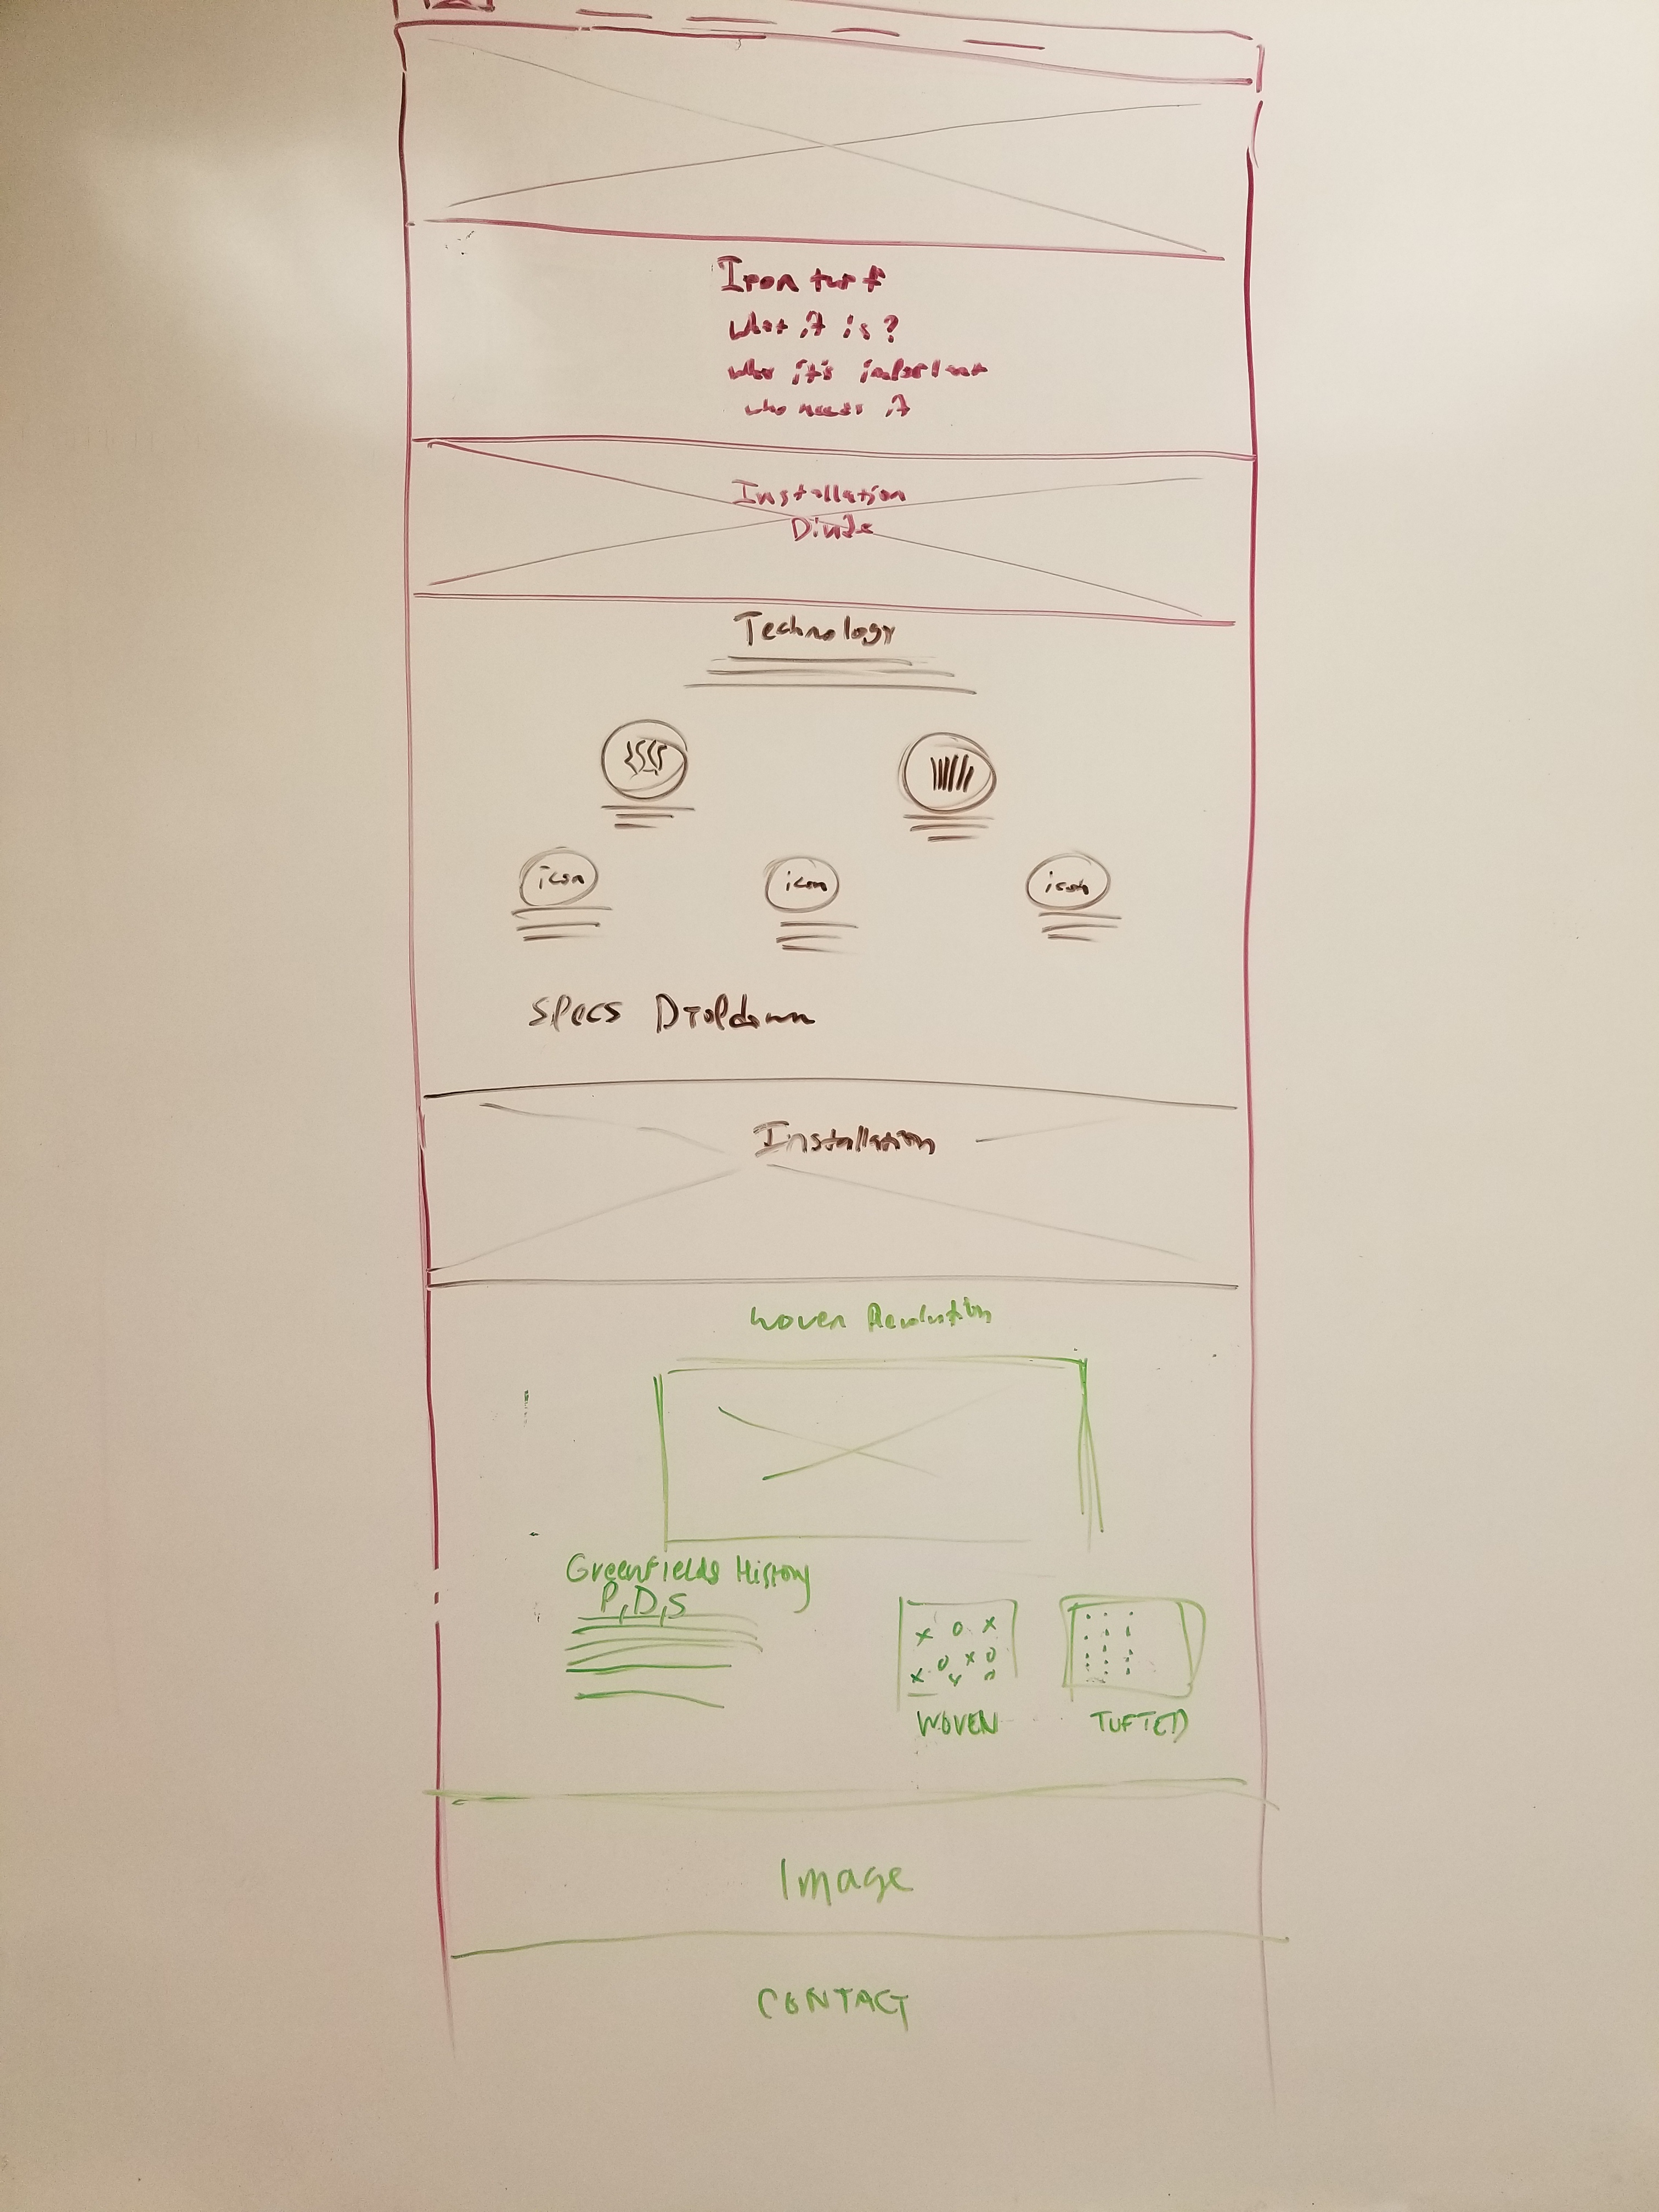 Iron turf
what it is?
why it's important
who needs it
Installation
Technology
icon icon icon
Specs Dropdown
Installation
Woven Revolution
Greenfields History
P,D,S
WOVEN TUFTED
Image
CONTACT